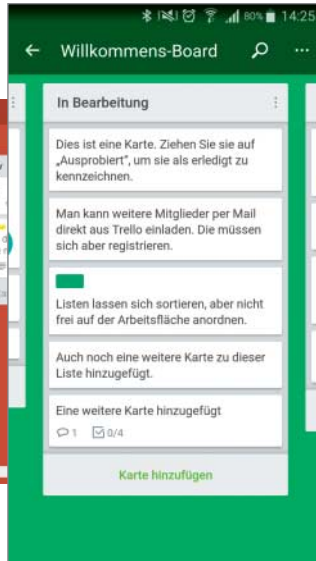 80% 14:25
Willkommens-Board
In Bearbeitung
Dies ist eine Karte. Ziehen Sie sie auf
„Ausprobiert“, um sie als erledigt zu
kennzeichnen.
Man kann weitere Mitglieder per Mail
direkt aus Trello einladen. Die müssen
sich aber registrieren.
Listen lassen sich sortieren, aber nicht
frei auf der Arbeitsfläche anordnen.
Auch noch eine weitere Karte zu dieser
Liste hinzugefügt.
Eine weitere Karte hinzugefügt
1 0/4
Karte hinzufügen